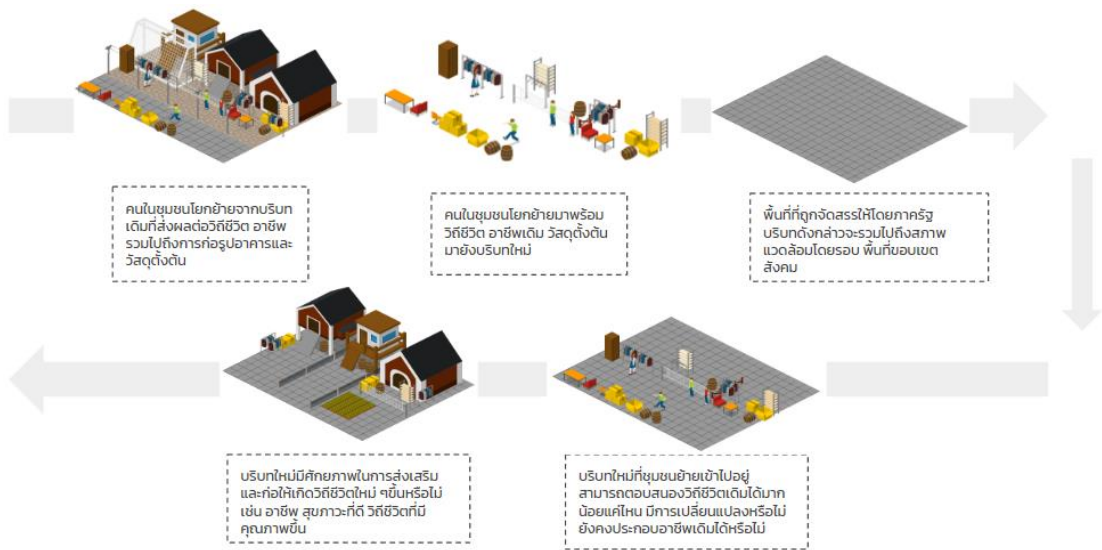 คนในชุมชนโยกย้ายจากบริบท
เดิมที่ส่งผลต่อวิถีชีวิต อาชีพ
รวมไปถึงการก่อรูปอาคารและ
วัสดุตั้งต้น
คนในชุมชนโยกย้ายมาพร้อม
วิถีชีวิต อาชีพเดิม วัสดุตั้งต้น
มายังบริบทใหม่
พื้นที่ที่ถูกจัดสรรให้โดยภาครัฐ
บริบทดังกล่าวจะรวมไปถึงสภาพ
แวดล้อมโดยรอบ พื้นที่ขอบเขต
สังคม
บริบทใหม่มีศักยภาพในการส่งเสริม
และก่อให้เกิดวิถีชีวิตใหม่ ๆขึ้นหรือไม่
เช่น อาชีพ สุขภาวะที่ดี วิถีชีวิตที่มี
คุณภาพขึ้น
บริบทใหม่ที่ชุมชนย้ายเข้าไปอยู่
สามารถตอบสนองวิถีชีวิตเดิมได้มาก
น้อยแค่ไหน มีการเปลี่ยนแปลงหรือไม่
ยังคงประกอบอาชีพเดิมได้หรือไม่